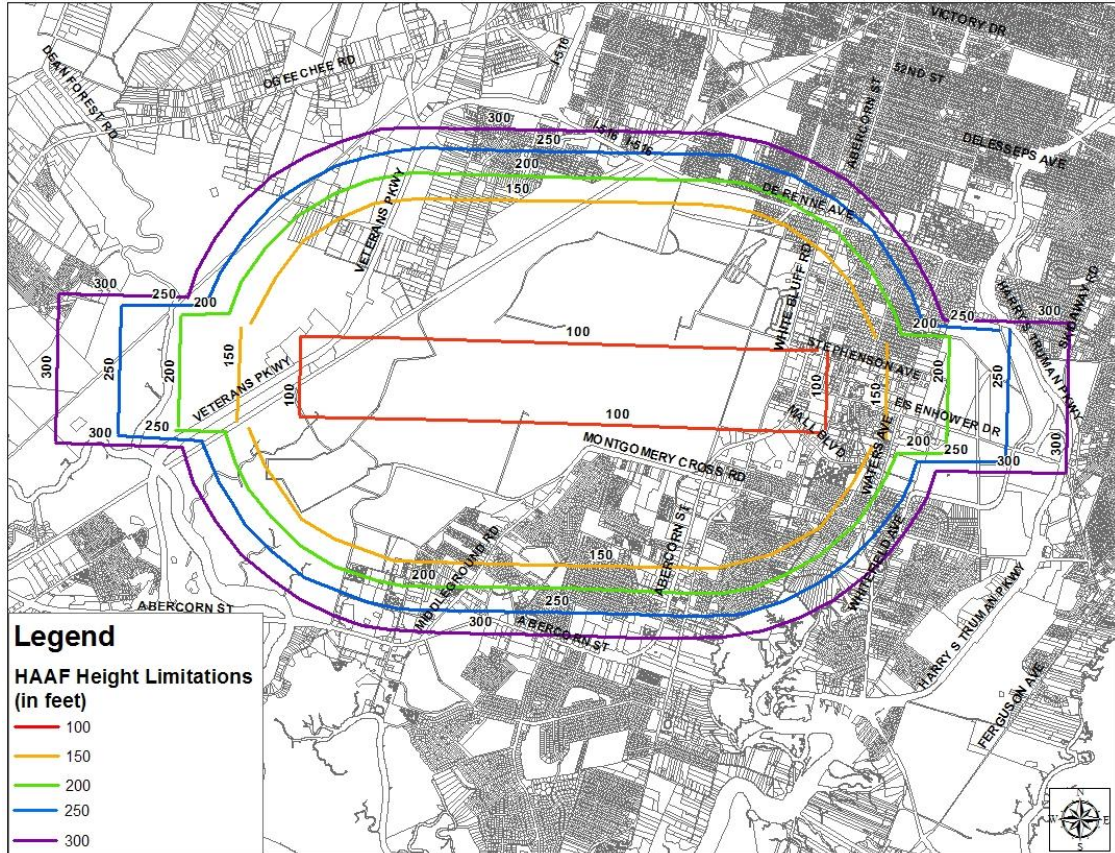 VICTORY DR
I-516
DEAN FOREST RD
OGEECHEE RD
52ND ST
ABERCORN ST
DELESSEPS AVE
300
250
I-516 I-516
200
150
DE RENNE AVE
VETERANS PKWY
WHITE BLUFF RD
HARRY S TRUMAN PKWY
SKIDAWAY RD
300
250
200
200
250
300
100
STEPHENSON AVE
300
250
200
150
VETERANS PKWY
100
100
150
200
250
EISENHOWER DR
100
MALL BLVD
WATERS AVE
300
250
MONTGOMERY CROSS RD
200
250
300
300
ABERCORN ST
MIDDLEGROUND RD
150
WHITEFIELD AVE
200
250
HARRY S TRUMAN PKWY
ABERCORN ST
300
ABERCORN ST
FERGUSON AVE
Legend
HAAF Height Limitations
(in feet)
100
150
200
250
300
N
W E
S